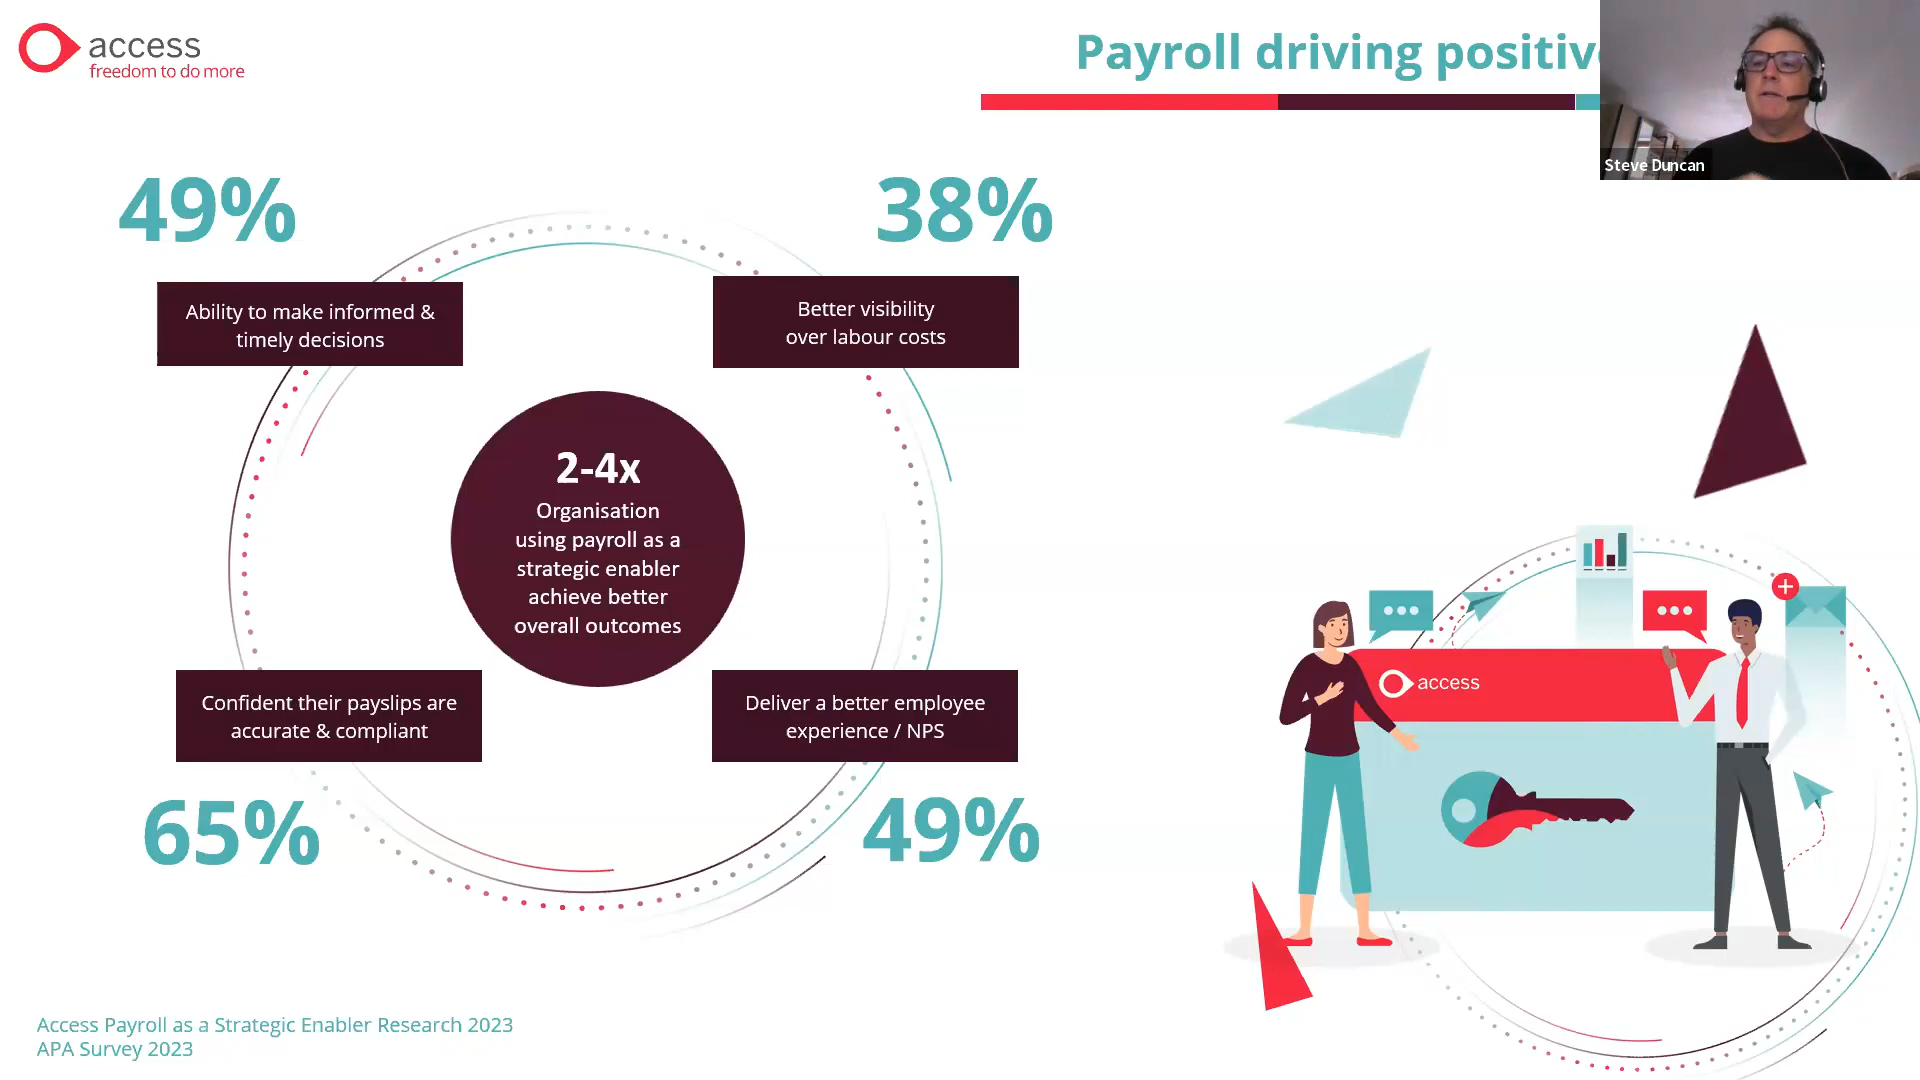 access
freedom to do more
Payroll driving
Steve Duncan
49%
38%
Ability to make informed &
timely decisions
Better visibility
over labour costs
2-4x
Organisation
using payroll as a
strategic enabler
achieve better
overall outcomes
Confident their payslips are
accurate & compliant
Deliver a better employee
experience / NPS
65%
49%
access
Access Payroll as a Strategic Enabler Research 2023
APA Survey 2023